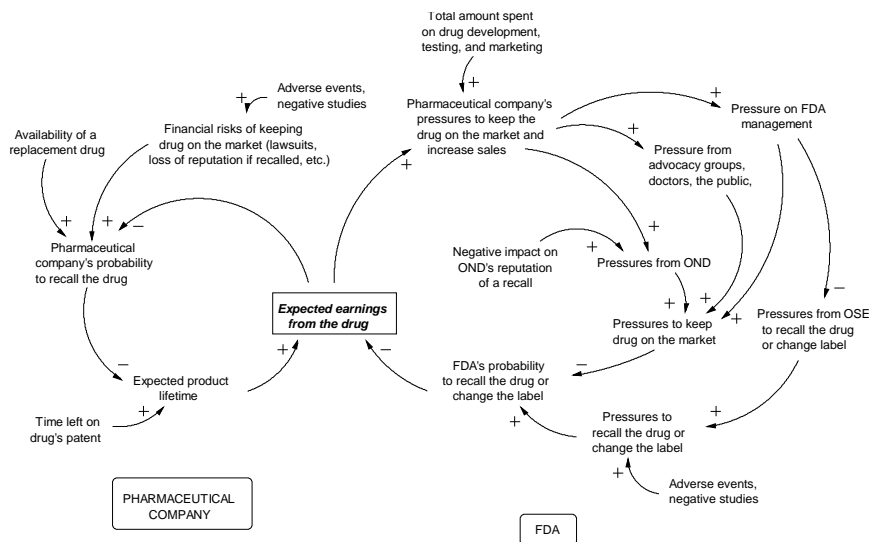 Total amount spent
on drug development,
testing, and marketing
+
Adverse events,
negative studies
+
Pharmaceutical company's
pressures to keep the
drug on the market and
increase sales
+
Pressure on FDA
management
+
Availability of a
replacement drug
Financial risks of keeping
drug on the market (lawsuits,
loss of reputation if recalled, etc.)
+
Pressure from
advocacy groups,
doctors, the public,
+
+
+
–
Pharmaceutical
company's probability
to recall the drug
+
Negative impact on
OND's reputation
of a recall
+
Pressures from OND
–
Expected earnings
from the drug
+
+
+
Pressures to keep
drug on the market
Pressures from OSE
to recall the drug
or change label
+
–
–
FDA's probability
to recall the drug or
change the label
–
Expected product
lifetime
+
Time left on
drug's patent
+
+
Pressures to
recall the drug or
change the label
+
Adverse events,
negative studies
PHARMACEUTICAL
COMPANY
FDA